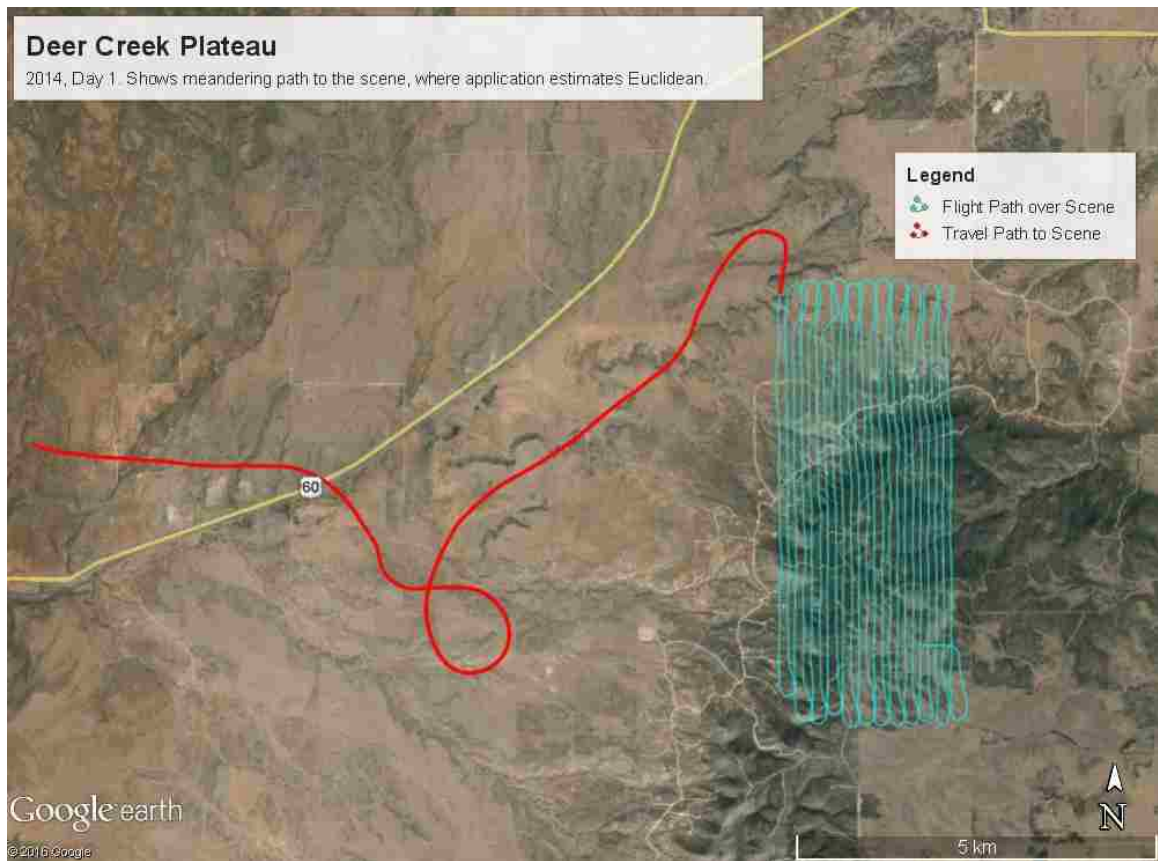 Deer Creek Plateau
2014, Day 1. Shows meandering path to the scene, where application estimates Euclidean.
Legend
Flight Path over Scene
Travel Path to Scene
60
Google earth
N
© 2016 Google
5 km